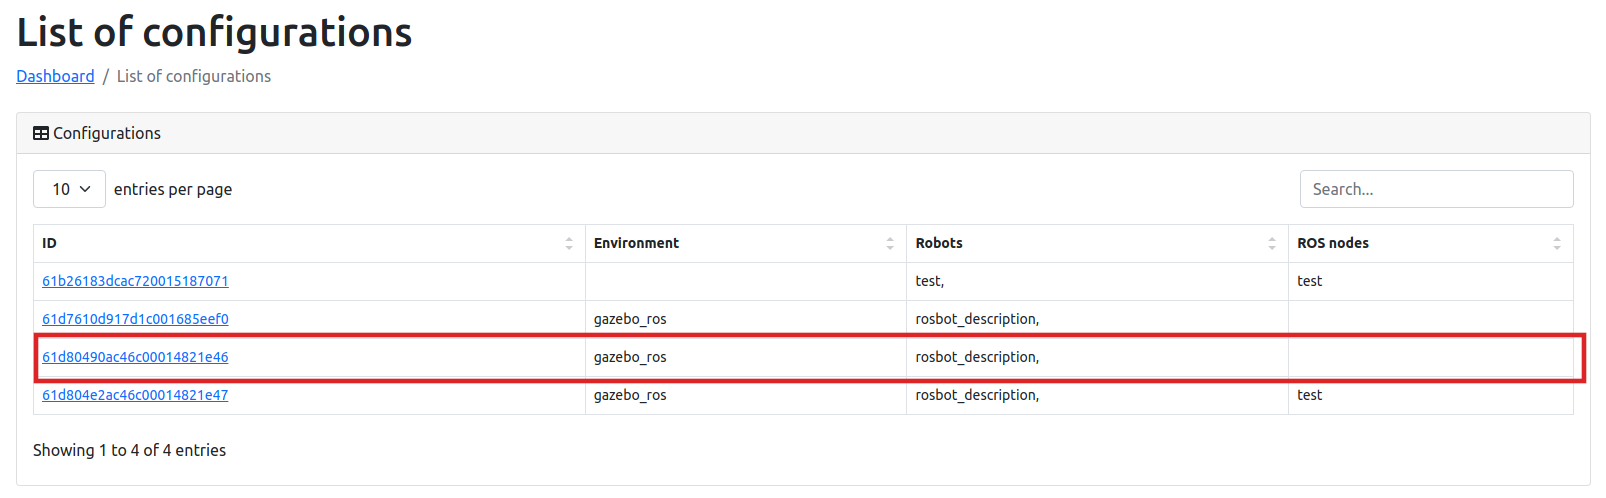 List of configurations
Dashboard / List of configurations
Configurations
10 entries per page Search...
ID Environment Robots ROS nodes
61b26183dcac720015187071 test, test
61d7610d917d1c001685eef0 gazebo_ros rosbot_description,
61d80490ac46c00014821e46 gazebo_ros rosbot_description,
61d804e2ac46c00014821e47 gazebo_ros rosbot_description, test
Showing 1 to 4 of 4 entries